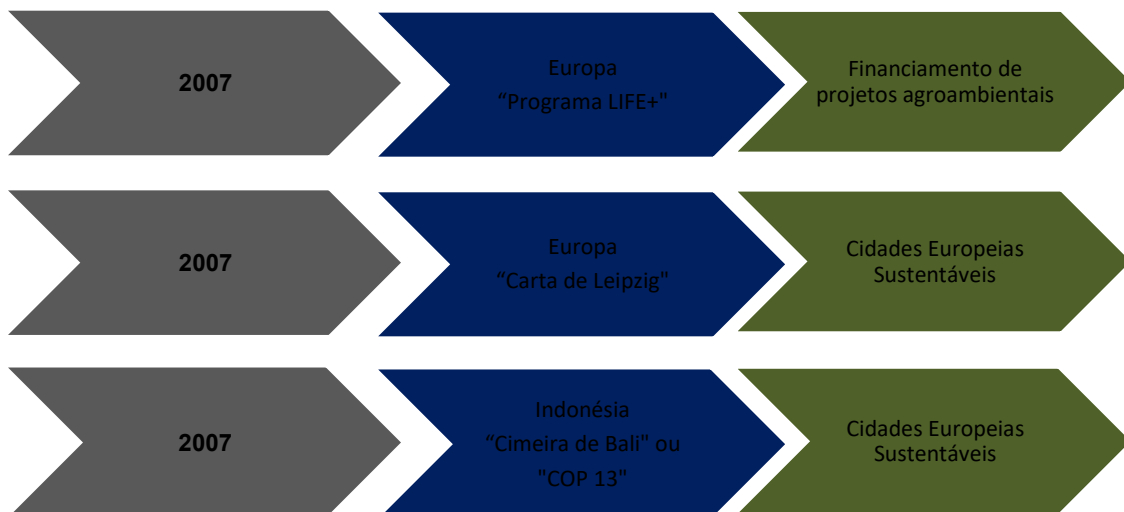 2007
Europa
“Programa LIFE+"
Financiamento de
projetos agroambientais
2007
Europa
“Carta de Leipzig"
Cidades Europeias
Sustentáveis
2007
Indonésia
“Cimeira de Bali" ou
"COP 13"
Cidades Europeias
Sustentáveis